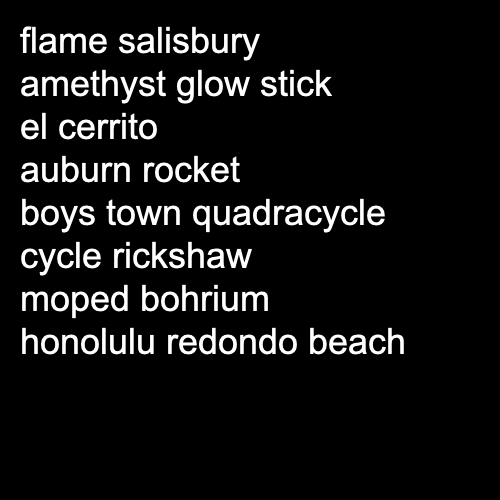 flame salisbury
amethyst glow stick
el cerrito
auburn rocket
boys town quadracycle
cycle rickshaw
moped bohrium
honolulu redondo beach